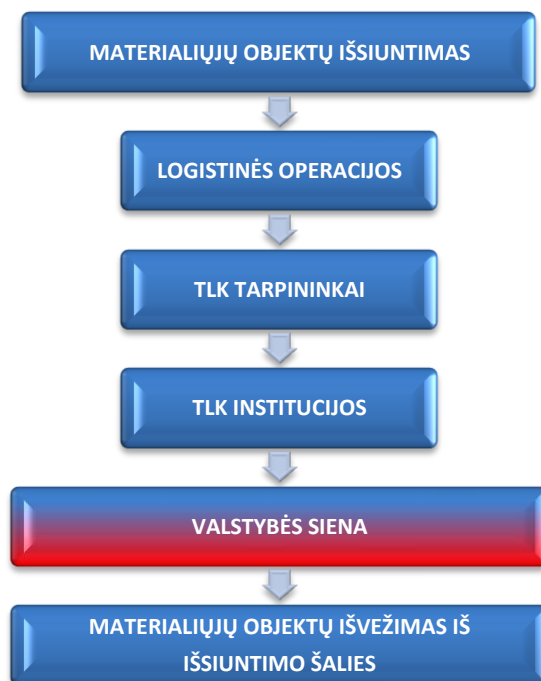 MATERIALIŲJŲ OBJEKTŲ IŠSIUNTIMAS
LOGISTINĖS OPERACIJOS
TLK TARPININKAI
TLK INSTITUCIJOS
VALSTYBĖS SIENA
MATERIALIŲJŲ OBJEKTŲ IŠVEŽIMAS IŠ
IŠSIUNTIMO ŠALIES